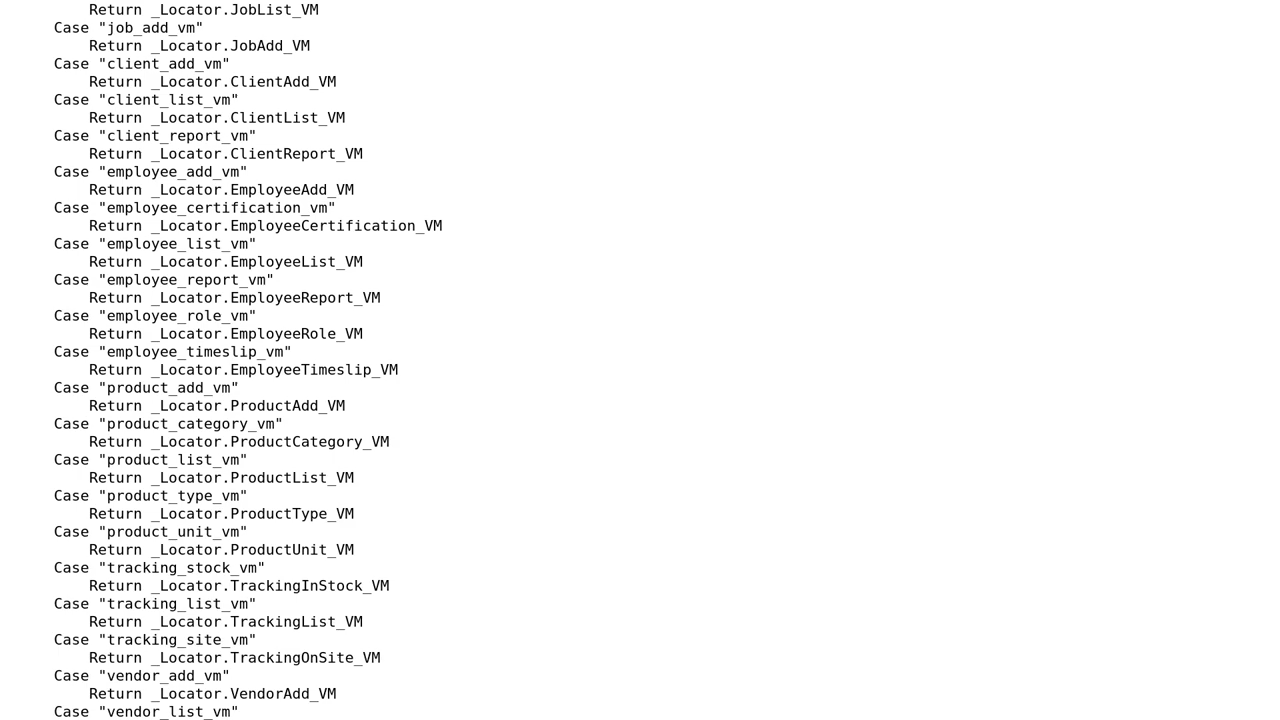 Return _Locator.JobList_VM
Case "job_add_vm"
Return _Locator.JobAdd_VM
Case "client_add_vm"
Return _Locator.ClientAdd_VM
Case "client_list_vm"
Return _Locator.ClientList_VM
Case "client_report_vm"
Return _Locator.ClientReport_VM
Case "employee_add_vm"
Return _Locator.EmployeeAdd_VM
Case "employee_certification_vm"
Return _Locator.EmployeeCertification_VM
Case "employee_list_vm"
Return _Locator.EmployeeList_VM
Case "employee_report_vm"
Return _Locator.EmployeeReport_VM
Case "employee_role_vm"
Return _Locator.EmployeeRole_VM
Case "employee_timeslip_vm"
Return _Locator.EmployeeTimeslip_VM
Case "product_add_vm"
Return _Locator.ProductAdd_VM
Case "product_category_vm"
Return _Locator.ProductCategory_VM
Case "product_list_vm"
Return _Locator.ProductList_VM
Case "product_type_vm"
Return _Locator.ProductType_VM
Case "product_unit_vm"
Return _Locator.ProductUnit_VM
Case "tracking_stock_vm"
Return _Locator.TrackingInStock_VM
Case "tracking_list_vm"
Return _Locator.TrackingList_VM
Case "tracking_site_vm"
Return _Locator.TrackingOnSite_VM
Case "vendor_add_vm"
Return _Locator.VendorAdd_VM
Case "vendor_list_vm"